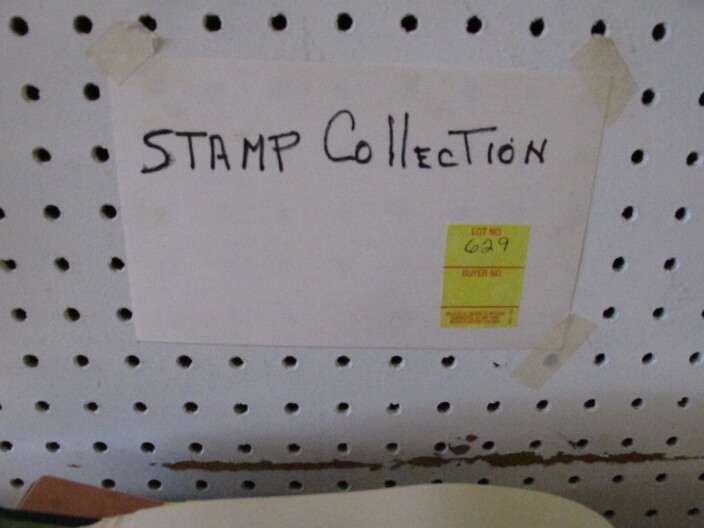 STAMP CollECTION
LOT NO.
629
BUYER NO.